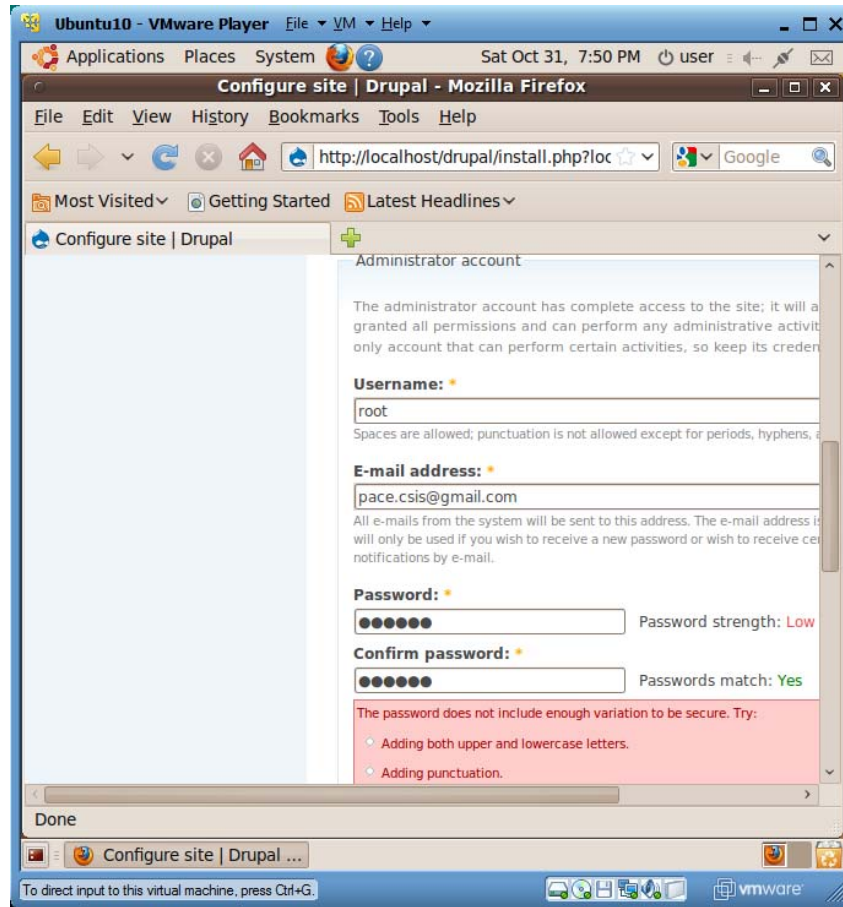 Ubuntu10 - VMware Player File VM Help
Applications Places System Sat Oct 31, 7:50 PM user
Configure site | Drupal - Mozilla Firefox
File Edit View History Bookmarks Tools Help
http://localhost/drupal/install.php?loc Google
Most Visited Getting Started Latest Headlines
Configure site | Drupal
Administrator account
The administrator account has complete access to the site; it will a
granted all permissions and can perform any administrative activit
only account that can perform certain activities, so keep its creden
Username: *
root
Spaces are allowed; punctuation is not allowed except for periods, hyphens, a
E-mail address: *
pace.csis@gmail.com
All e-mails from the system will be sent to this address. The e-mail address is
will only be used if you wish to receive a new password or wish to receive cer
notifications by e-mail.
Password: *
●●●●●● Password strength: Low
Confirm password: *
●●●●●● Passwords match: Yes
The password does not include enough variation to be secure. Try:
Adding both upper and lowercase letters.
Adding punctuation.
Done
Configure site | Drupal ...
To direct input to this virtual machine, press Ctrl+G. vmware